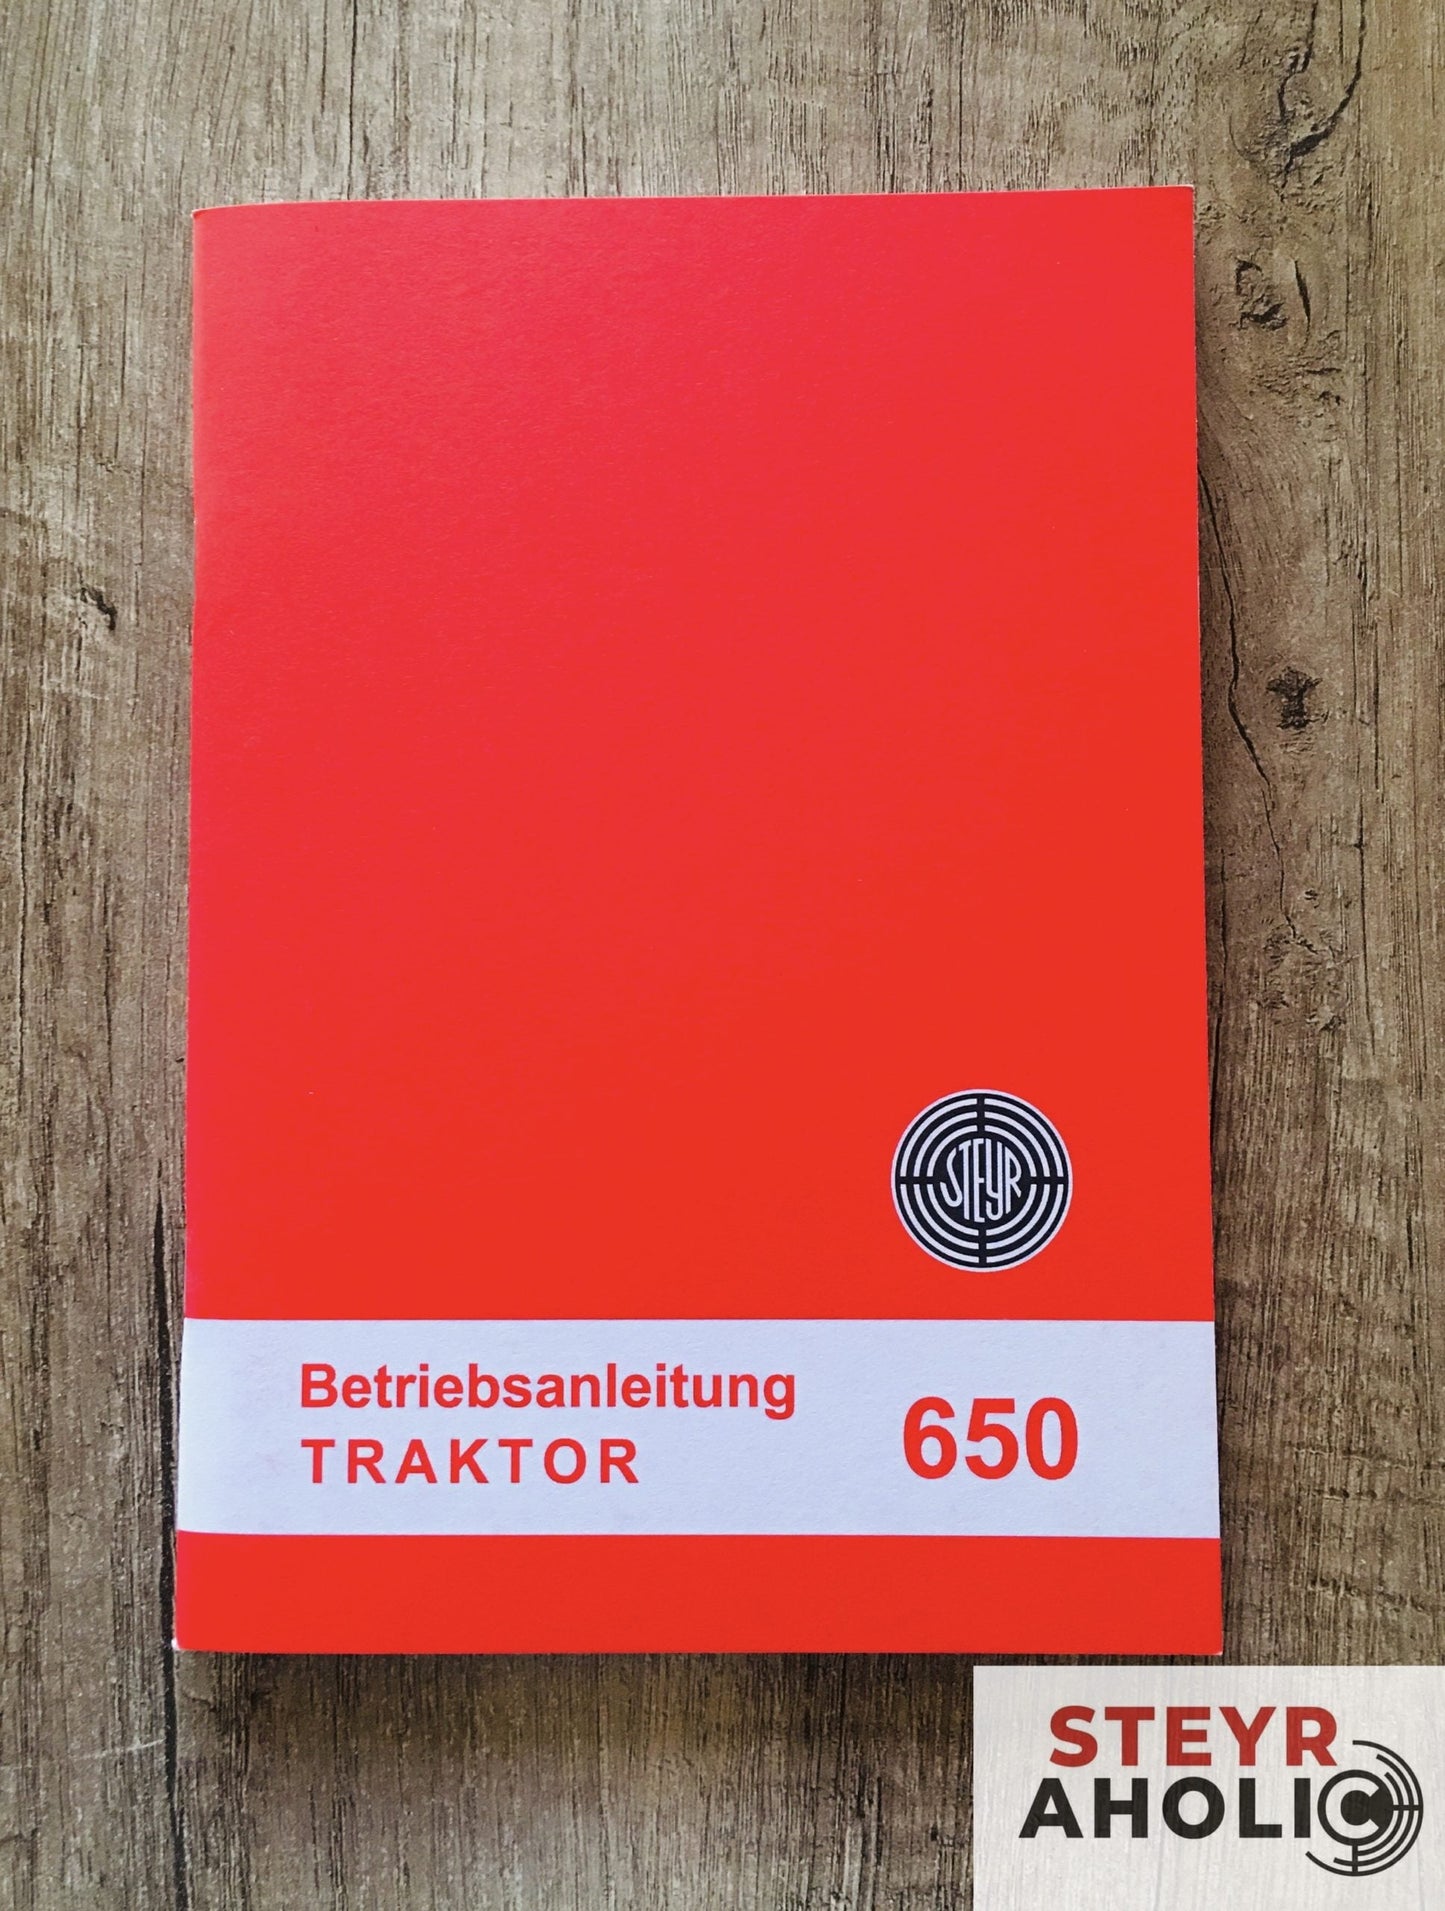 STEYR
Betriebsanleitung
TRAKTOR
650
STEYR
AHOLIC